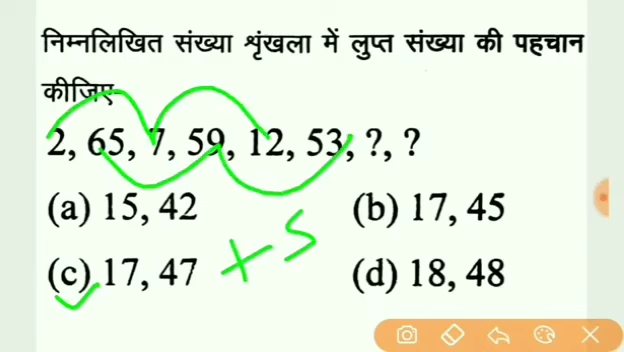 निम्नलिखित संख्या श्रृंखला में लुप्त संख्या की पहचान
कीजिए-
2, 65, 7, 59, 12, 53, ?, ?
(a) 15, 42 (b) 17, 45
(c) 17, 47 +5 (d) 18, 48